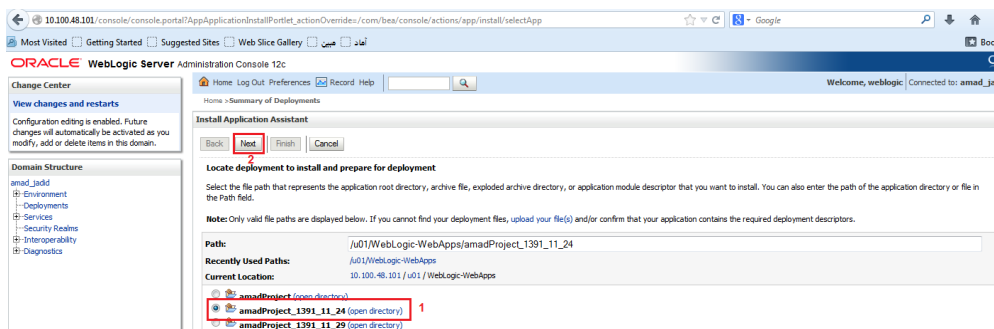 10.100.48.101/console/console.portal?AppApplicationInstallPortlet_actionOverride=/com/bea/console/actions/app/install/selectApp
Google
Most Visited Getting Started Suggested Sites Web Slice Gallery مبین آماد
Boo
ORACLE WebLogic Server Administration Console 12c
Change Center
View changes and restarts
Configuration editing is enabled. Future
changes will automatically be activated as you
modify, add or delete items in this domain.
Domain Structure
amad_jadid
Environment
Deployments
Services
Security Realms
Interoperability
Diagnostics
Home Log Out Preferences Record Help
Welcome, weblogic Connected to: amad_ja
Home >Summary of Deployments
Install Application Assistant
Back Next Finish Cancel
2
Locate deployment to install and prepare for deployment
Select the file path that represents the application root directory, archive file, exploded archive directory, or application module descriptor that you want to install. You can also enter the path of the application directory or file in
the Path field.
Note: Only valid file paths are displayed below. If you cannot find your deployment files, upload your file(s) and/or confirm that your application contains the required deployment descriptors.
Path: /u01/WebLogic-WebApps/amadProject_1391_11_24
Recently Used Paths: /u01/WebLogic-WebApps
Current Location: 10.100.48.101 / u01 / WebLogic-WebApps
amadProject (open directory)
amadProject_1391_11_24 (open directory) 1
amadProject_1391_11_29 (open directory)